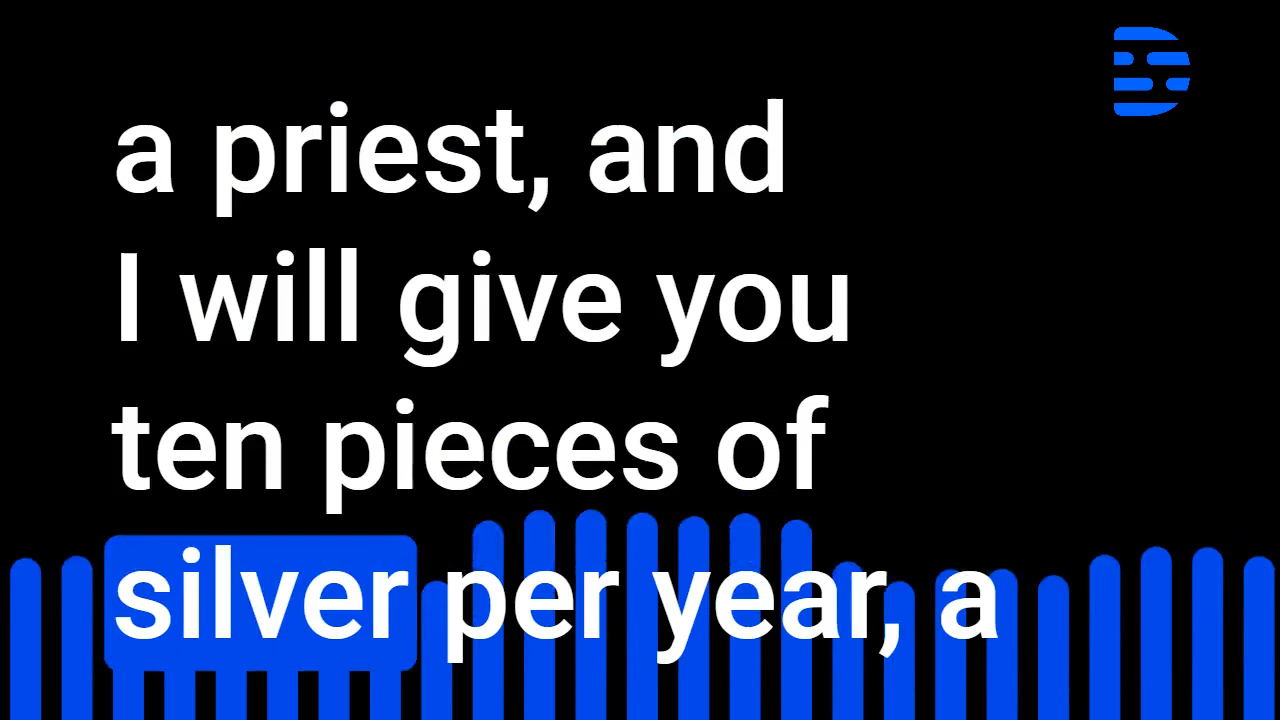 a priest, and
I will give you
ten pieces of
silver per year, a